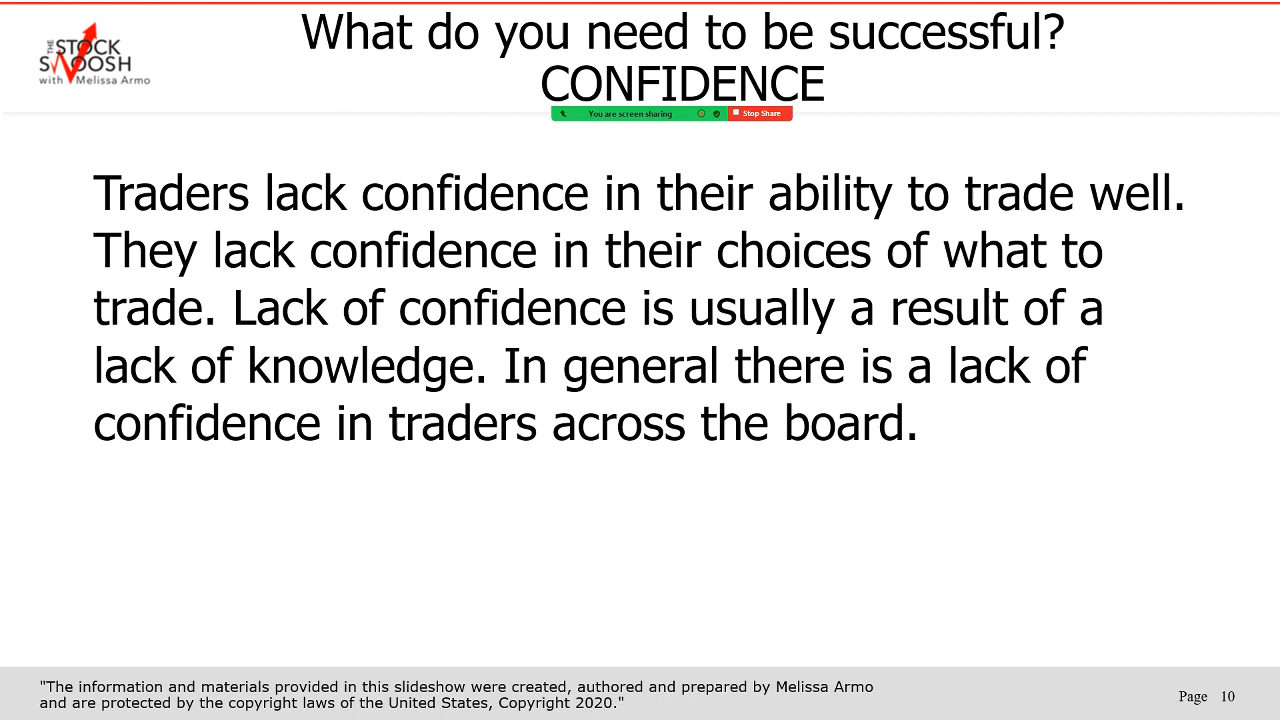 What do you need to be successful?
CONFIDENCE
THE STOCK
SWOOSH
with Melissa Armo
You are screen sharing
Stop Share
Traders lack confidence in their ability to trade well.
They lack confidence in their choices of what to
trade. Lack of confidence is usually a result of a
lack of knowledge. In general there is a lack of
confidence in traders across the board.
"The information and materials provided in this slideshow were created, authored and prepared by Melissa Armo
and are protected by the copyright laws of the United States, Copyright 2020."
Page 10